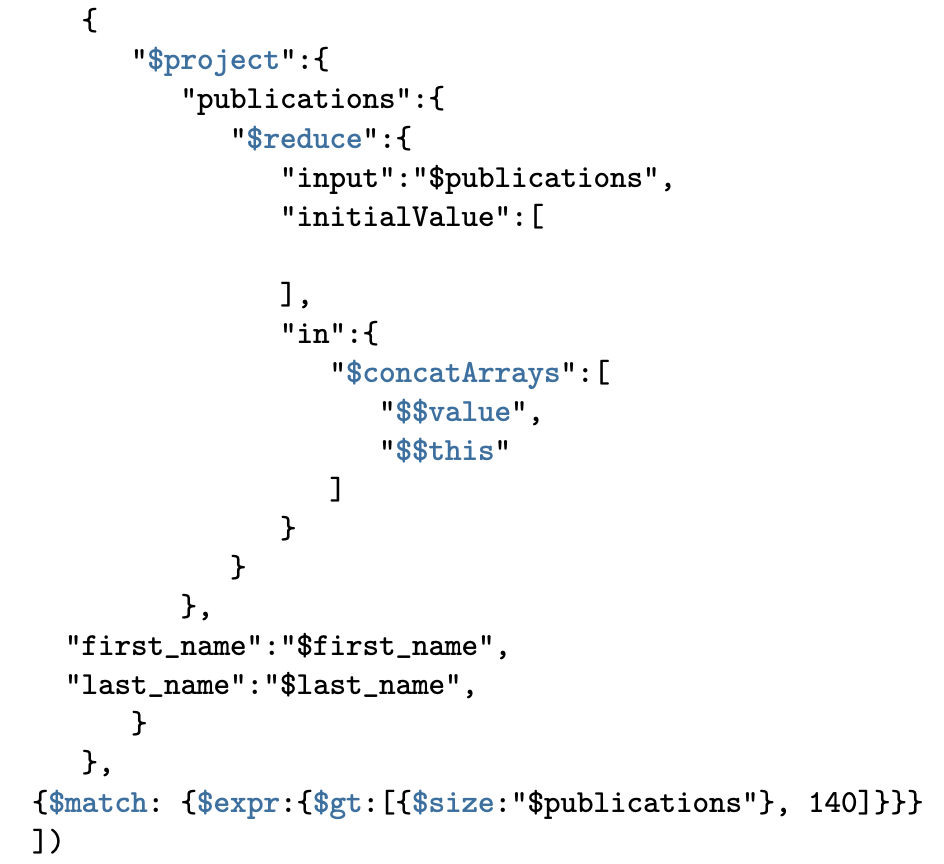 {
"$project":{
"publications":{
"$reduce":{
"input":"$publications",
"initialValue":[
],
"in":{
"$concatArrays":[
"$$value",
"$$this"
]
}
}
},
"first_name":"$first_name",
"last_name":"$last_name",
}
},
{$match: {$expr:{$gt:[{$size:"$publications"}, 140]}}}
])